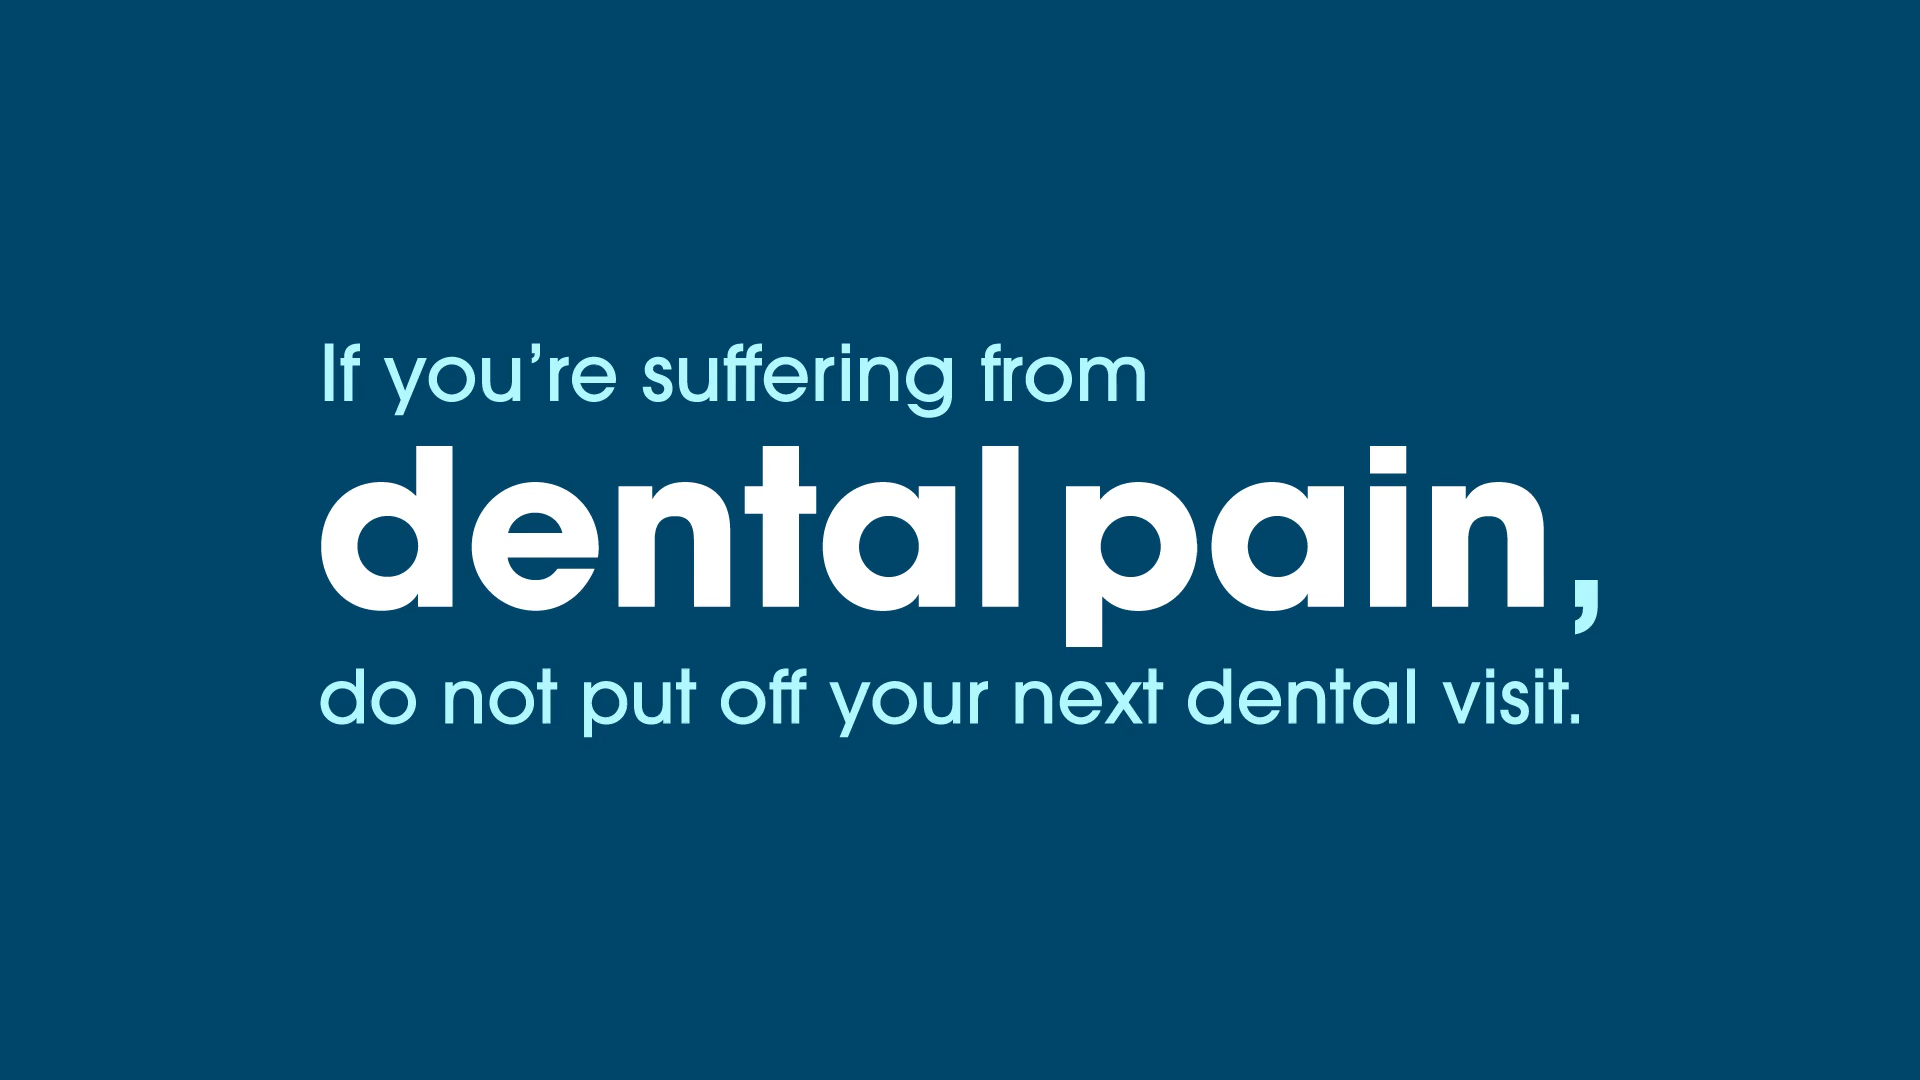 If you’re suffering from
dental pain,
do not put off your next dental visit.